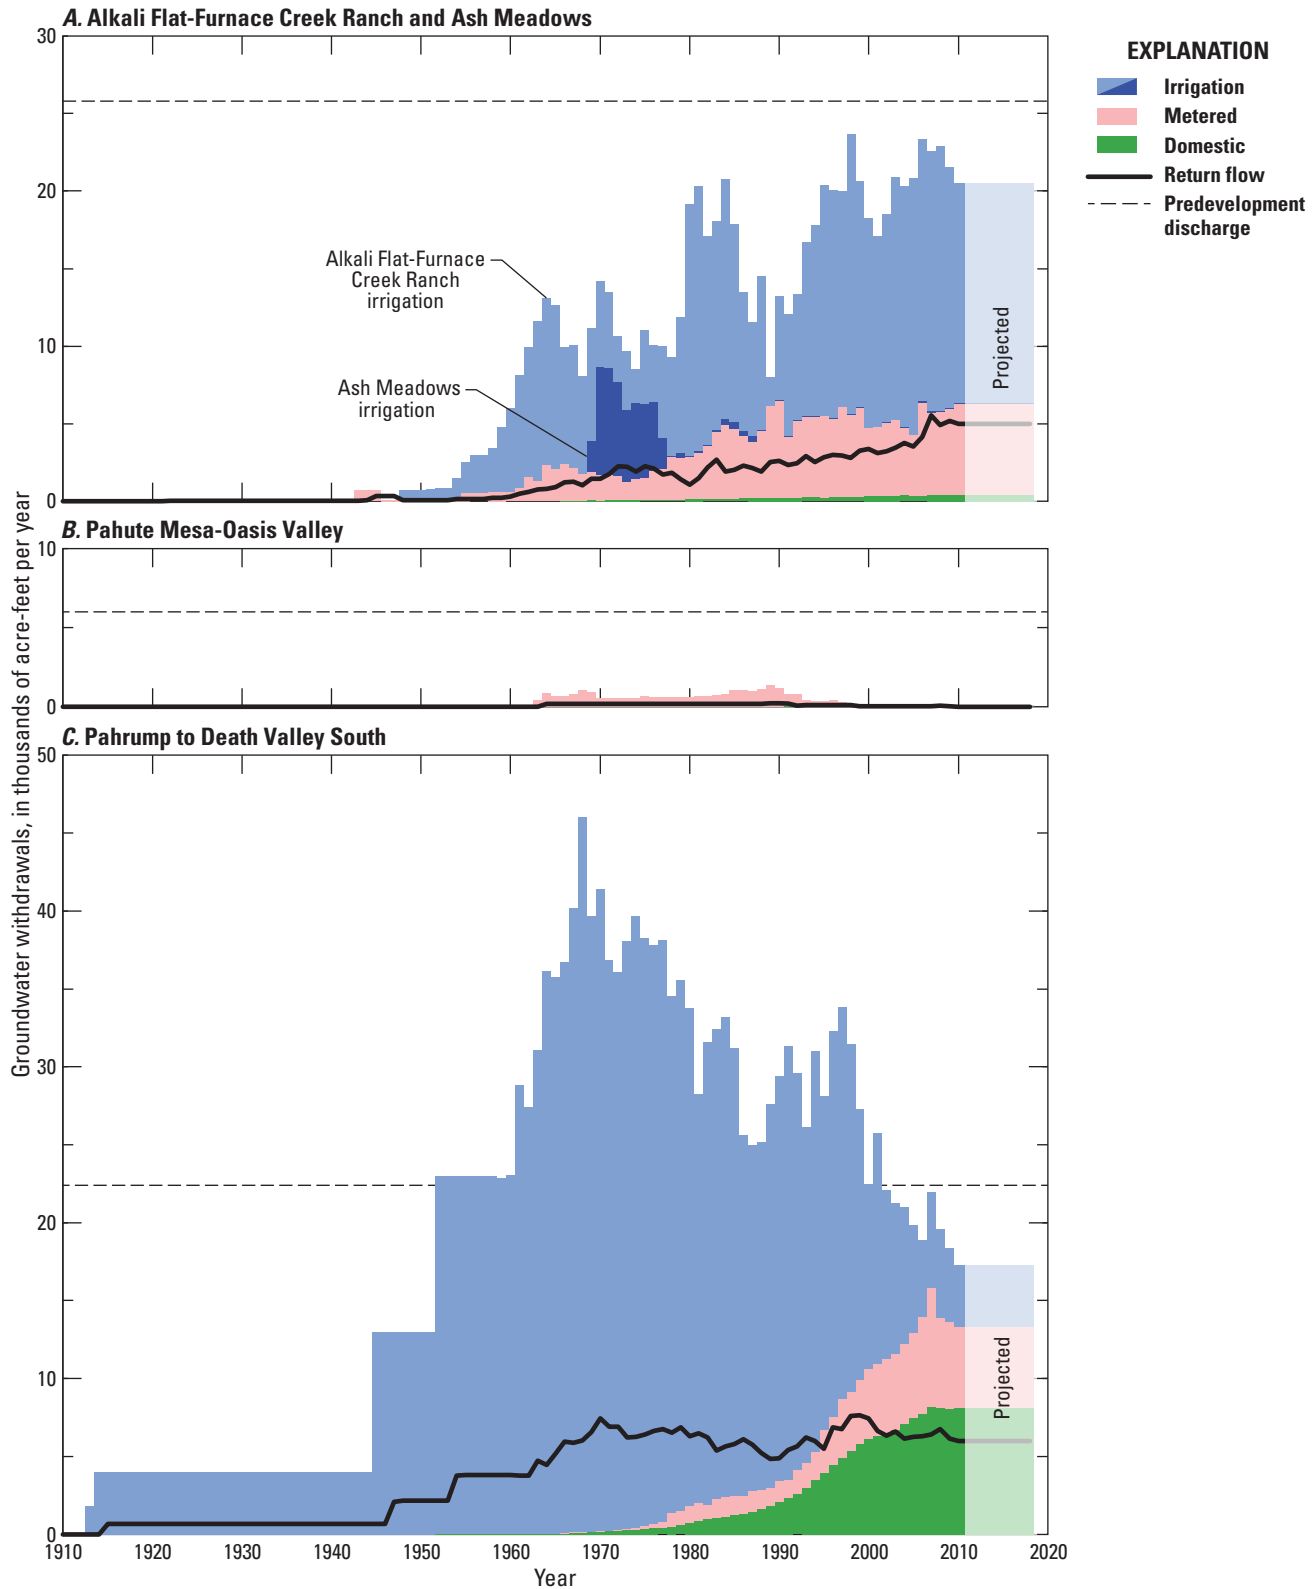 A. Alkali Flat-Furnace Creek Ranch and Ash Meadows
30
20
10
0
Alkali Flat-Furnace
Creek Ranch
irrigation
Ash Meadows
irrigation
Projected
EXPLANATION
Irrigation
Metered
Domestic
Return flow
Predevelopment
discharge
B. Pahute Mesa-Oasis Valley
10
0
C. Pahrump to Death Valley South
50
40
30
20
10
0
Projected
Groundwater withdrawals, in thousands of acre-feet per year
1910 1920 1930 1940 1950 1960 1970 1980 1990 2000 2010 2020
Year